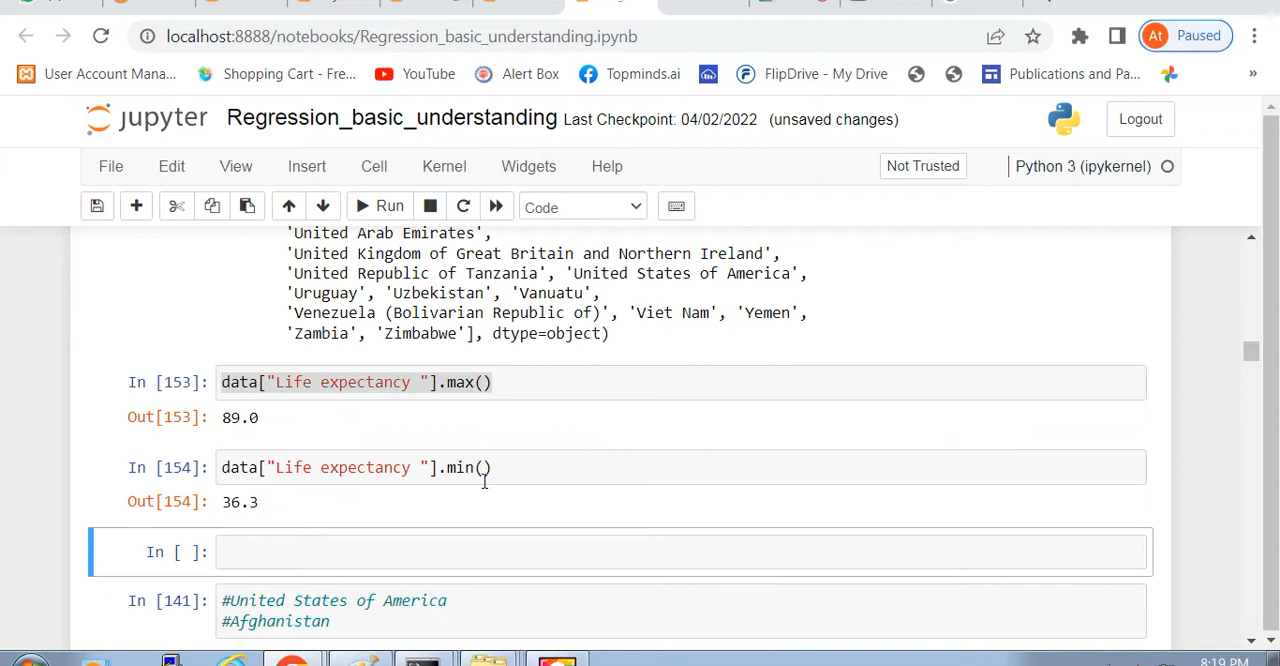 localhost:8888/notebooks/Regression_basic_understanding.ipynb
At Paused
User Account Mana... Shopping Cart - Fre... YouTube Alert Box Topminds.ai FlipDrive - My Drive Publications and Pa... »
jupyter Regression_basic_understanding Last Checkpoint: 04/02/2022 (unsaved changes) Logout
File Edit View Insert Cell Kernel Widgets Help Not Trusted Python 3 (ipykernel)
Run Code
'United Arab Emirates',
'United Kingdom of Great Britain and Northern Ireland',
'United Republic of Tanzania', 'United States of America',
'Uruguay', 'Uzbekistan', 'Vanuatu',
'Venezuela (Bolivarian Republic of)', 'Viet Nam', 'Yemen',
'Zambia', 'Zimbabwe'], dtype=object)
In [153]: data["Life expectancy "].max()
Out[153]: 89.0
In [154]: data["Life expectancy "].min()
Out[154]: 36.3
In [ ]:
In [141]: #United States of America
#Afghanistan
8:19 PM